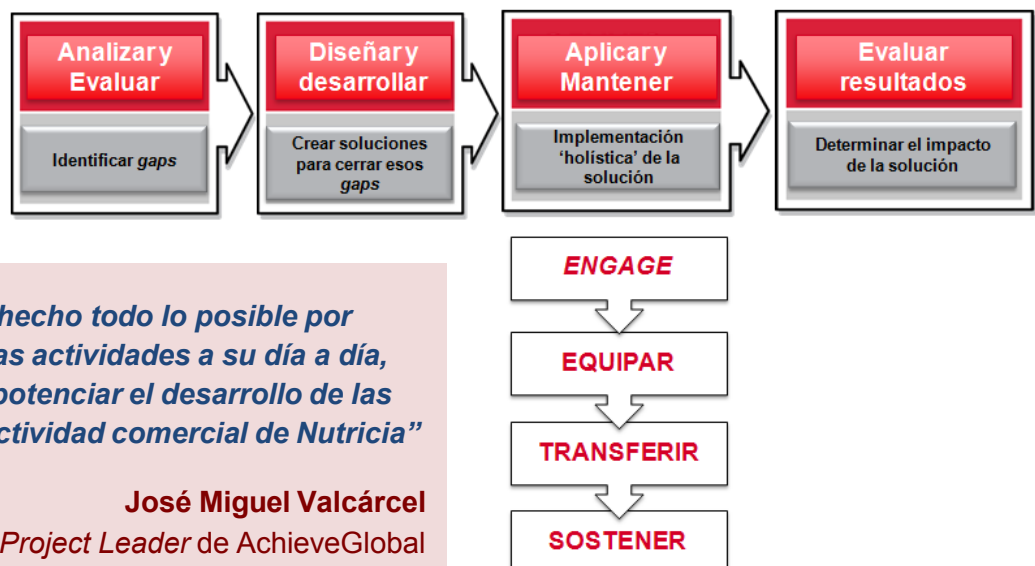 Analizar y
Evaluar
Identificar gaps
Diseñar y
desarrollar
Crear soluciones
para cerrar esos
gaps
Aplicar y
Mantener
Implementación
‘holística’ de la
solución
Evaluar
resultados
Determinar el impacto
de la solución
ENGAGE
EQUIPAR
TRANSFERIR
SOSTENER
hecho todo lo posible por
as actividades a su día a día,
potenciar el desarrollo de las
ctividad comercial de Nutricia”
José Miguel Valcárcel
Project Leader de AchieveGlobal